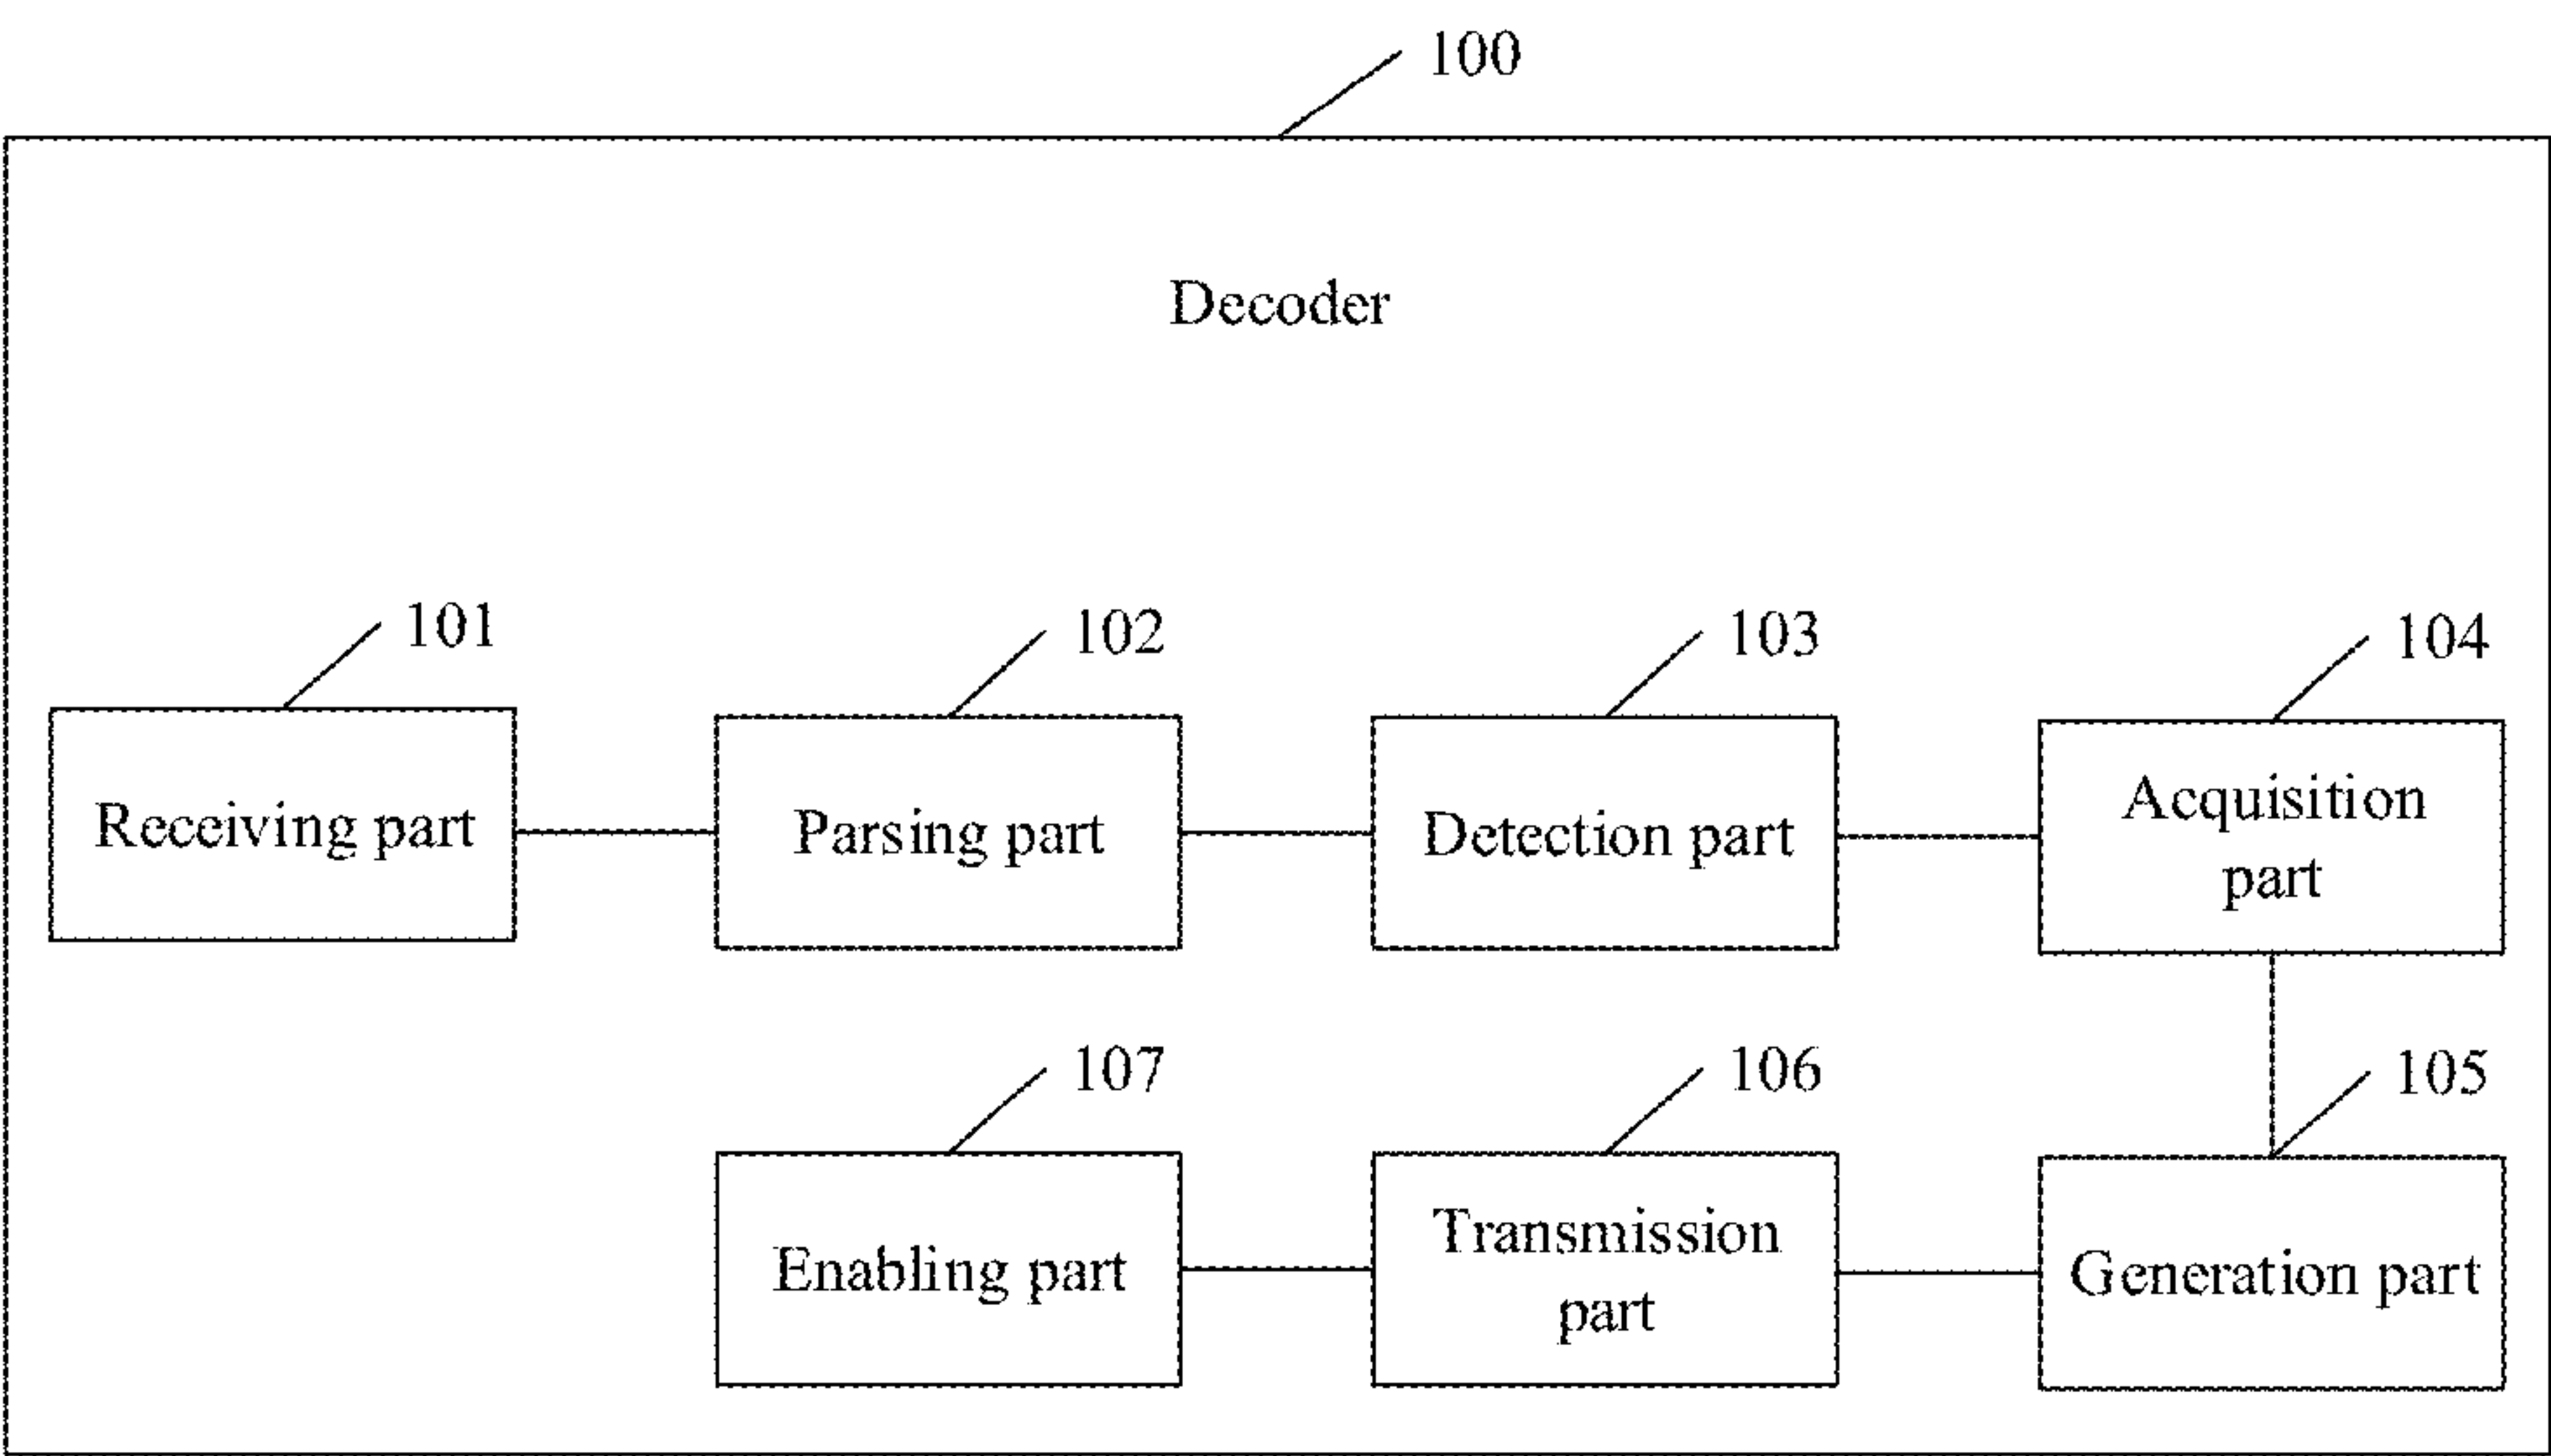 100
Decoder
101
102
103
104
Receiving part
Parsing part
Detection part
Acquisition
part
107
106
105
Enabling part
Transmission
part
Generation part